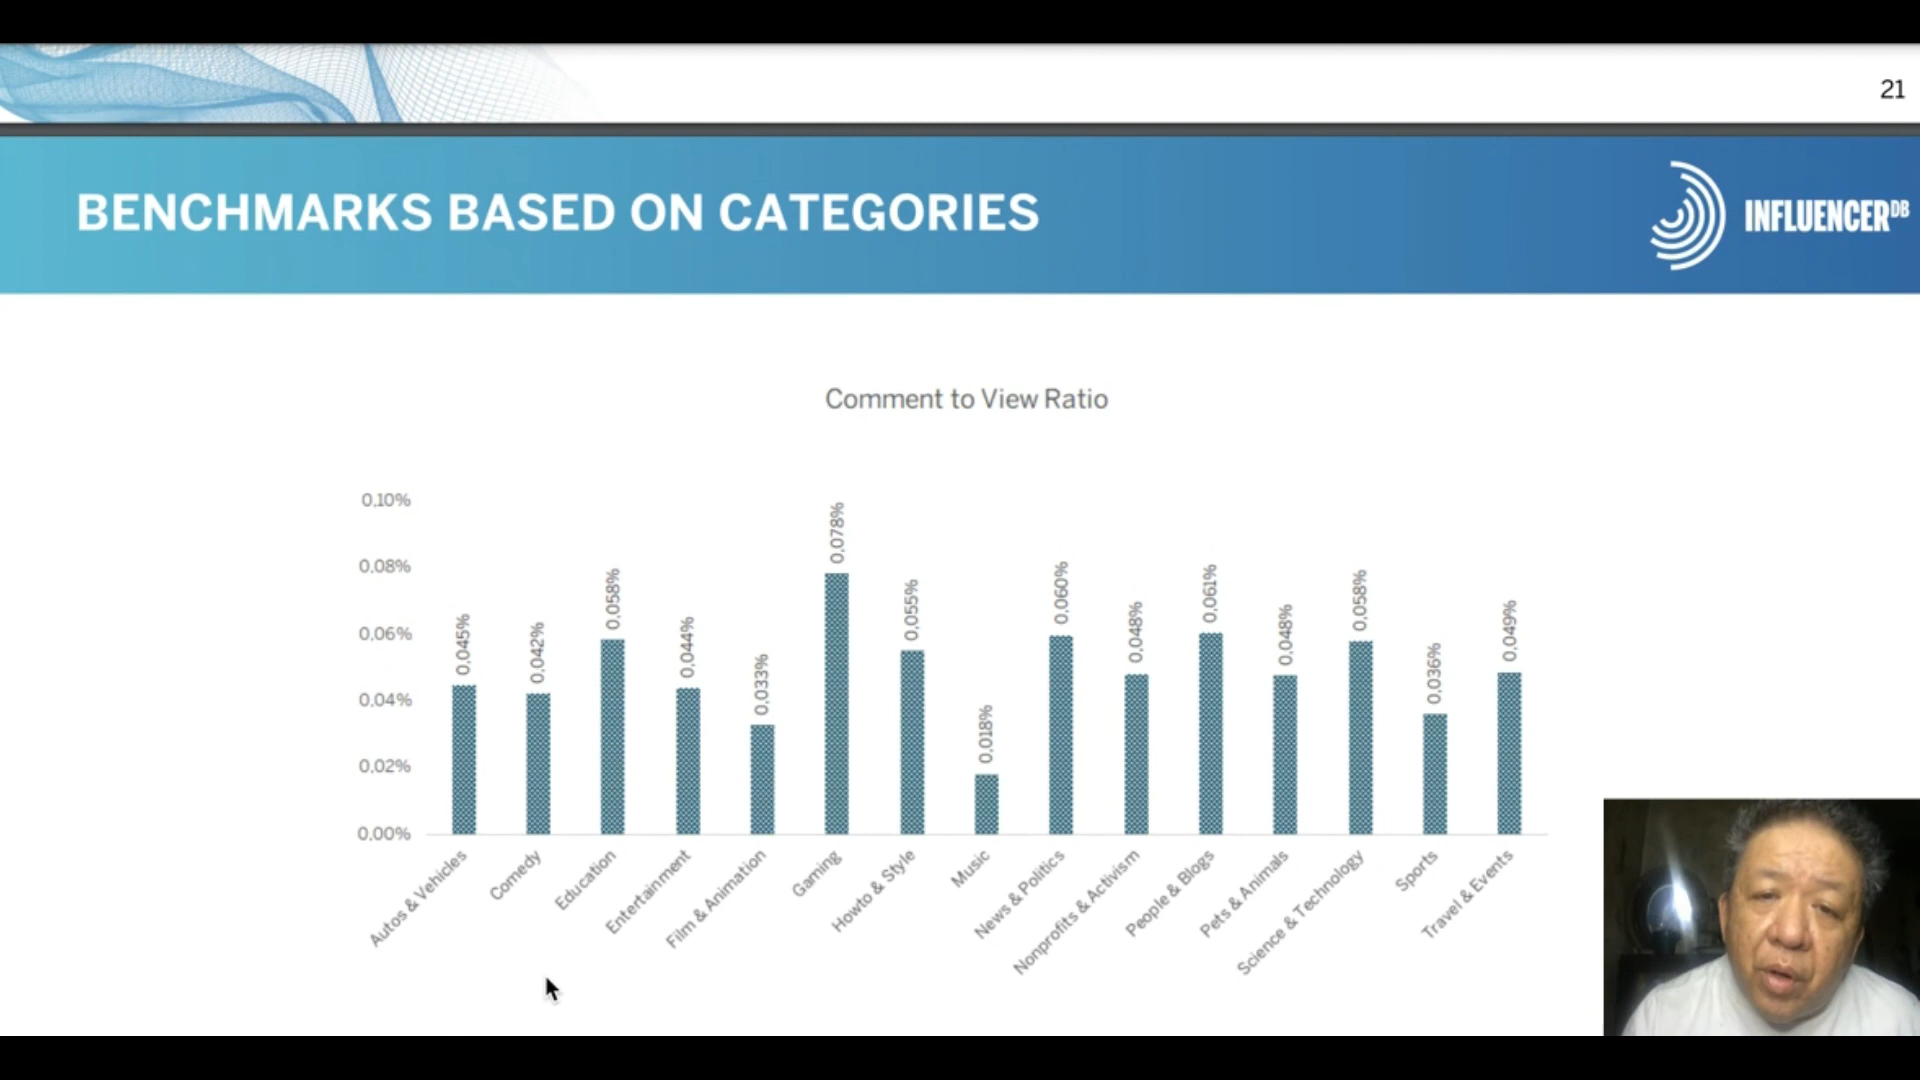 21
BENCHMARKS BASED ON CATEGORIES
INFLUENCERDB
Comment to View Ratio
0,10%
0,08%
0,06%
0,04%
0,02%
0,00%
0,045%
0,042%
0,058%
0,044%
0,033%
0,078%
0,055%
0,018%
0,060%
0,048%
0,061%
0,048%
0,058%
0,036%
0,049%
Autos & Vehicles
Comedy
Education
Entertainment
Film & Animation
Gaming
Howto & Style
Music
News & Politics
Nonprofits & Activism
People & Blogs
Pets & Animals
Science & Technology
Sports
Travel & Events